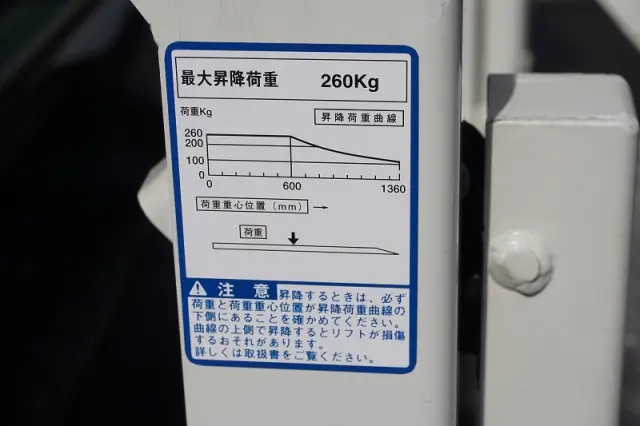 最大昇降荷重 260Kg
荷重Kg
昇降荷重曲線
260
200
100
0
0 600 1360
荷重重心位置(mm) →
荷重
注意 昇降するときは、必ず
荷重と荷重重心位置が昇降荷重曲線の
下側にあることを確かめてください。
曲線の上側で昇降するとリフトが損傷
するおそれがあります。
詳しくは取扱書をご覧ください。